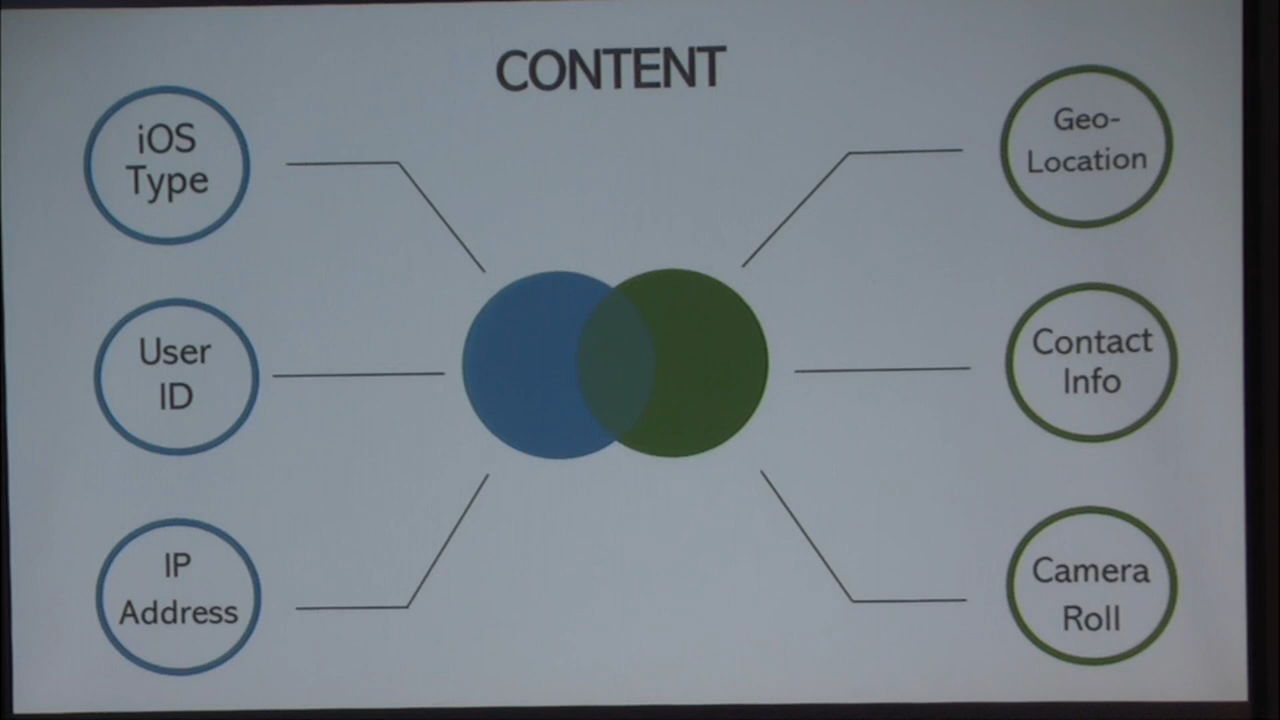 CONTENT
iOS
Type
User
ID
IP
Address
Geo-
Location
Contact
Info
Camera
Roll